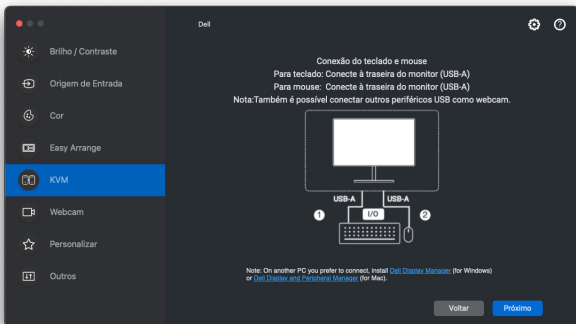 Dell
Brilho / Contraste
Origem de Entrada
Cor
Easy Arrange
KVM
Webcam
Personalizar
Outros
Conexão do teclado e mouse
Para teclado: Conecte à traseira do monitor (USB-A)
Para mouse: Conecte à traseira do monitor (USB-A)
Nota:Também é possível conectar outros periféricos USB como webcam.
USB-A USB-A
1 I/O 2
Note: On another PC you prefer to connect, install Dell Display Manager (for Windows)
or Dell Display and Peripheral Manager (for Mac).
Voltar Próximo